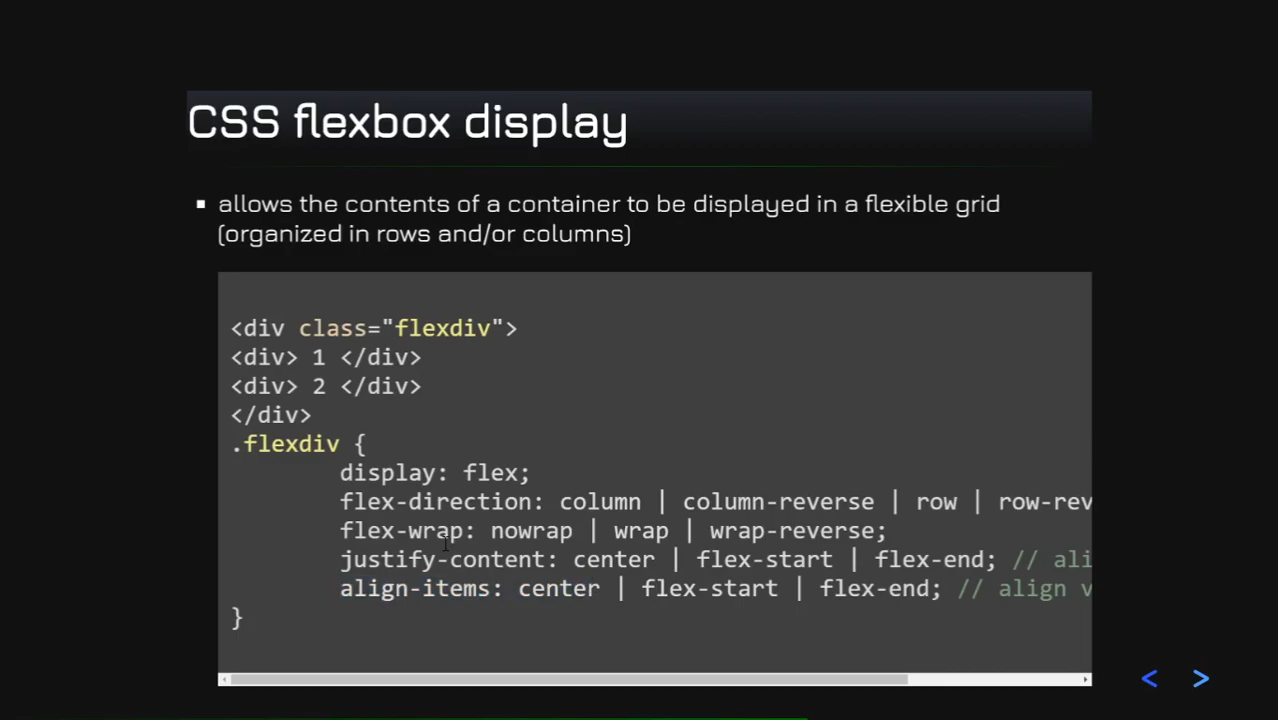 CSS flexbox display
▪ allows the contents of a container to be displayed in a flexible grid
(organized in rows and/or columns)
<div class="flexdiv">
<div> 1 </div>
<div> 2 </div>
</div>
.flexdiv {
display: flex;
flex-direction: column | column-reverse | row | row-rev
flex-wrap: nowrap | wrap | wrap-reverse;
justify-content: center | flex-start | flex-end; // ali
align-items: center | flex-start | flex-end; // align v
}
< >